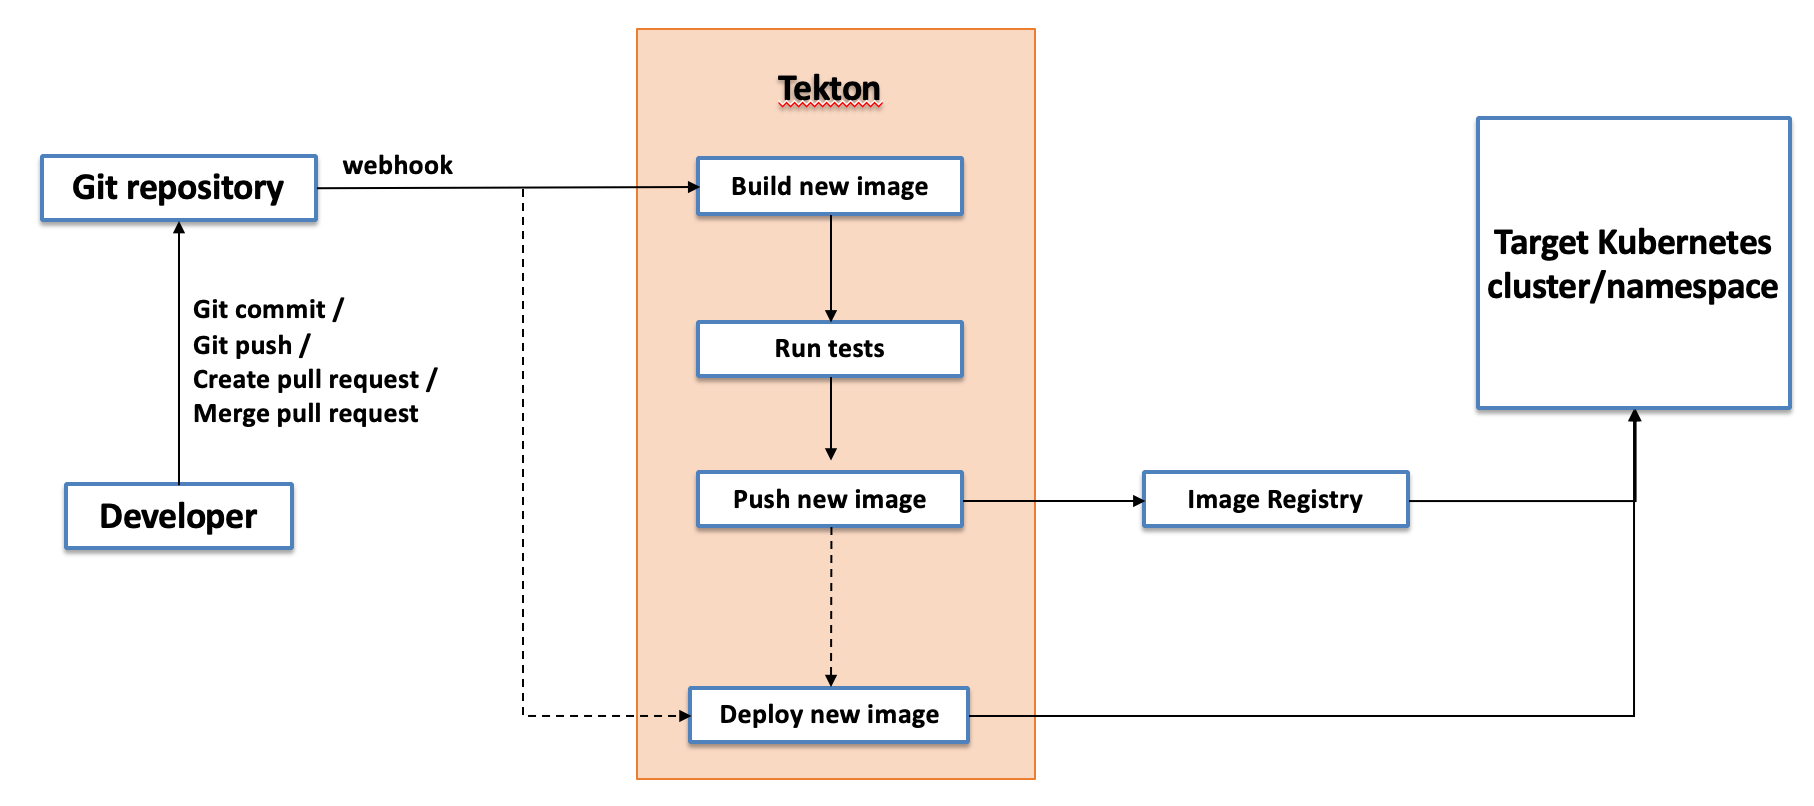 Tekton
Git repository
webhook
Build new image
Target Kubernetes
cluster/namespace
Git commit /
Git push /
Create pull request /
Merge pull request
Run tests
Developer
Push new image
Image Registry
Deploy new image